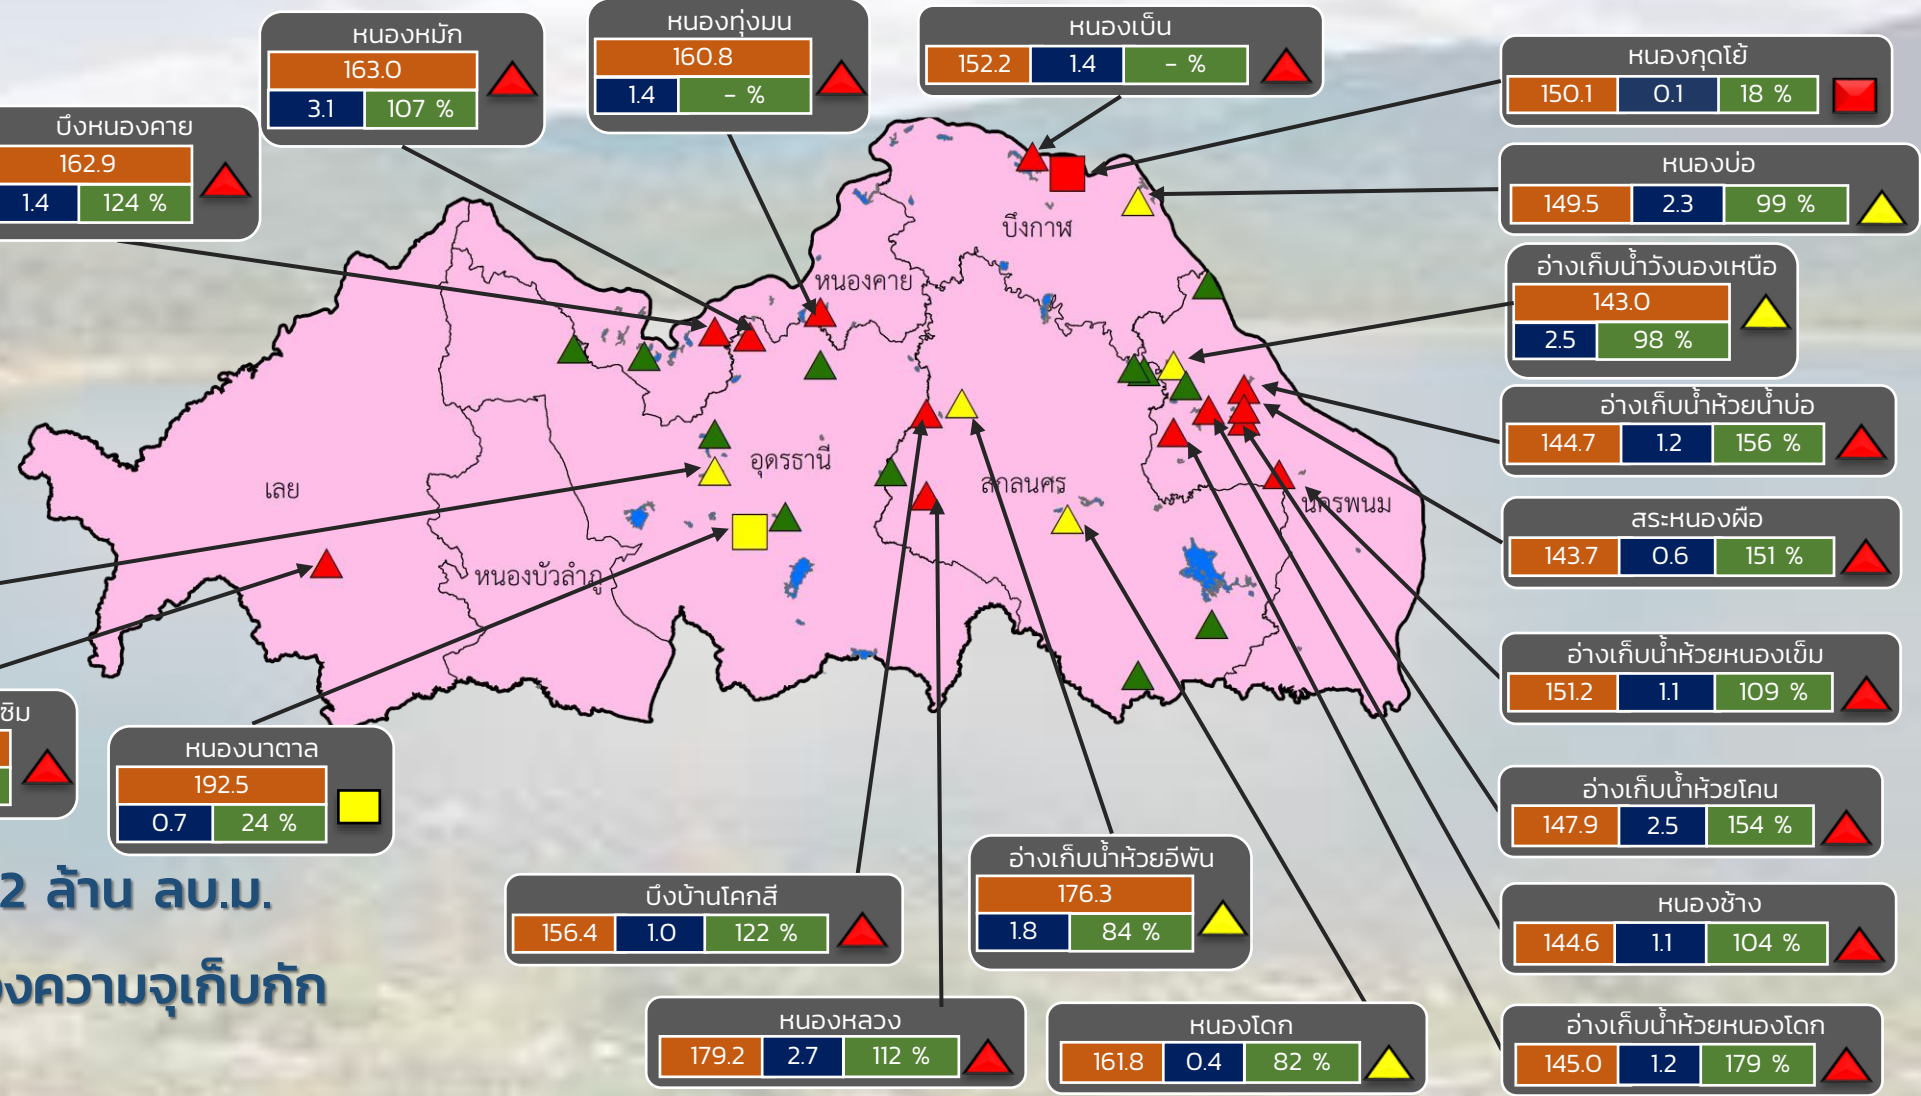 หนองหมัก
163.0
3.1 107 %
หนองทุ่งมน
160.8
1.4 - %
หนองเบ็น
152.2 1.4 - %
หนองกุดโย้
150.1 0.1 18 %
บึงหนองคาย
162.9
1.4 124 %
หนองบ่อ
149.5 2.3 99 %
อ่างเก็บน้ำวังนองเหนือ
143.0
2.5 98 %
อ่างเก็บน้ำห้วยน้ำบ่อ
144.7 1.2 156 %
สระหนองผือ
143.7 0.6 151 %
อ่างเก็บน้ำห้วยหนองเข็ม
151.2 1.1 109 %
อ่างเก็บน้ำห้วยโคน
147.9 2.5 154 %
หนองช้าง
144.6 1.1 104 %
อ่างเก็บน้ำห้วยหนองโดก
145.0 1.2 179 %
บึงกาฬ
หนองคาย
อุดรธานี
เลย
สกลนคร
นครพนม
หนองบัวลำภู
ซิม
หนองนาตาล
192.5
0.7 24 %
อ่างเก็บน้ำห้วยอีพัน
176.3
1.8 84 %
บึงบ้านโคกสี
156.4 1.0 122 %
หนองหลวง
179.2 2.7 112 %
หนองโดก
161.8 0.4 82 %
2 ล้าน ลบ.ม.
องความจุเก็บกัก